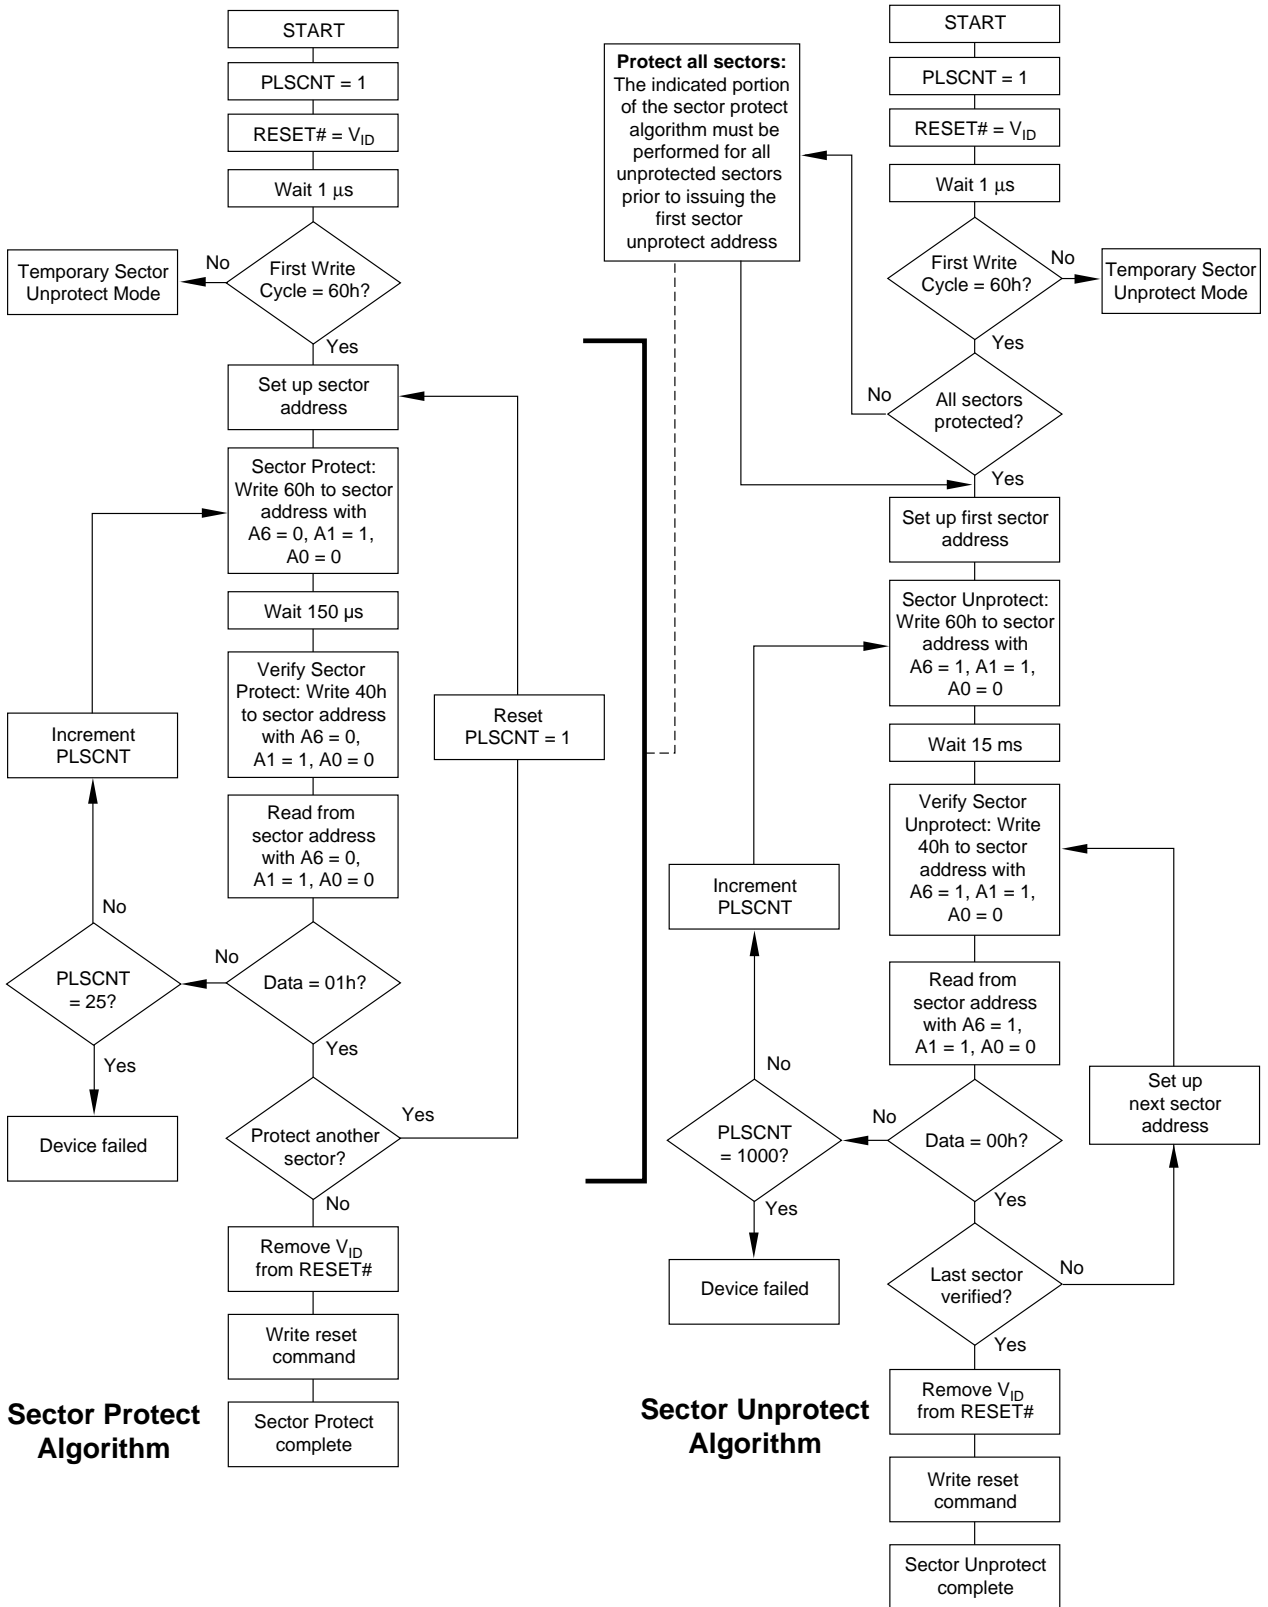 START
PLSCNT = 1
RESET# = VID
Wait 1 μs
First Write
Cycle = 60h?
No
Temporary Sector
Unprotect Mode
Yes
Set up sector
address
Sector Protect:
Write 60h to sector
address with
A6 = 0, A1 = 1,
A0 = 0
Wait 150 µs
Verify Sector
Protect: Write 40h
to sector address
with A6 = 0,
A1 = 1, A0 = 0
Increment
PLSCNT
Reset
PLSCNT = 1
Read from
sector address
with A6 = 0,
A1 = 1, A0 = 0
No
No
PLSCNT
= 25?
Data = 01h?
Yes
Yes
Device failed
Yes
Protect another
sector?
No
Remove VID
from RESET#
Write reset
command
Sector Protect
complete
Sector Protect
Algorithm
Protect all sectors:
The indicated portion
of the sector protect
algorithm must be
performed for all
unprotected sectors
prior to issuing the
first sector
unprotect address
START
PLSCNT = 1
RESET# = VID
Wait 1 μs
First Write
Cycle = 60h?
No
Temporary Sector
Unprotect Mode
Yes
No
All sectors
protected?
Yes
Set up first sector
address
Sector Unprotect:
Write 60h to sector
address with
A6 = 1, A1 = 1,
A0 = 0
Wait 15 ms
Verify Sector
Unprotect: Write
40h to sector
address with
A6 = 1, A1 = 1,
A0 = 0
Increment
PLSCNT
Read from
sector address
with A6 = 1,
A1 = 1, A0 = 0
No
Set up
next sector
address
No
PLSCNT
= 1000?
Data = 00h?
Yes
Yes
Device failed
Last sector
verified?
No
Yes
Remove VID
from RESET#
Write reset
command
Sector Unprotect
complete
Sector Unprotect
Algorithm